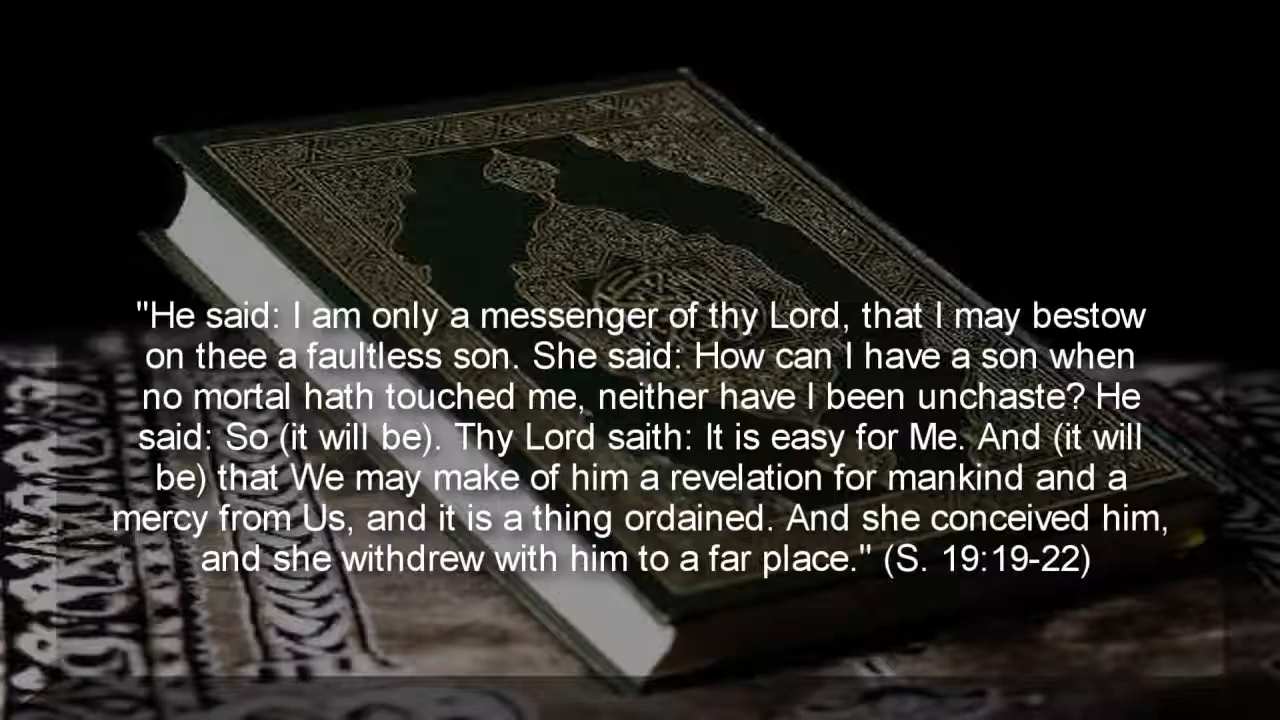 "He said: I am only a messenger of thy Lord, that I may bestow
on thee a faultless son. She said: How can I have a son when
no mortal hath touched me, neither have I been unchaste? He
said: So (it will be). Thy Lord saith: It is easy for Me. And (it will
be) that We may make of him a revelation for mankind and a
mercy from Us, and it is a thing ordained. And she conceived him,
and she withdrew with him to a far place." (S. 19:19-22)